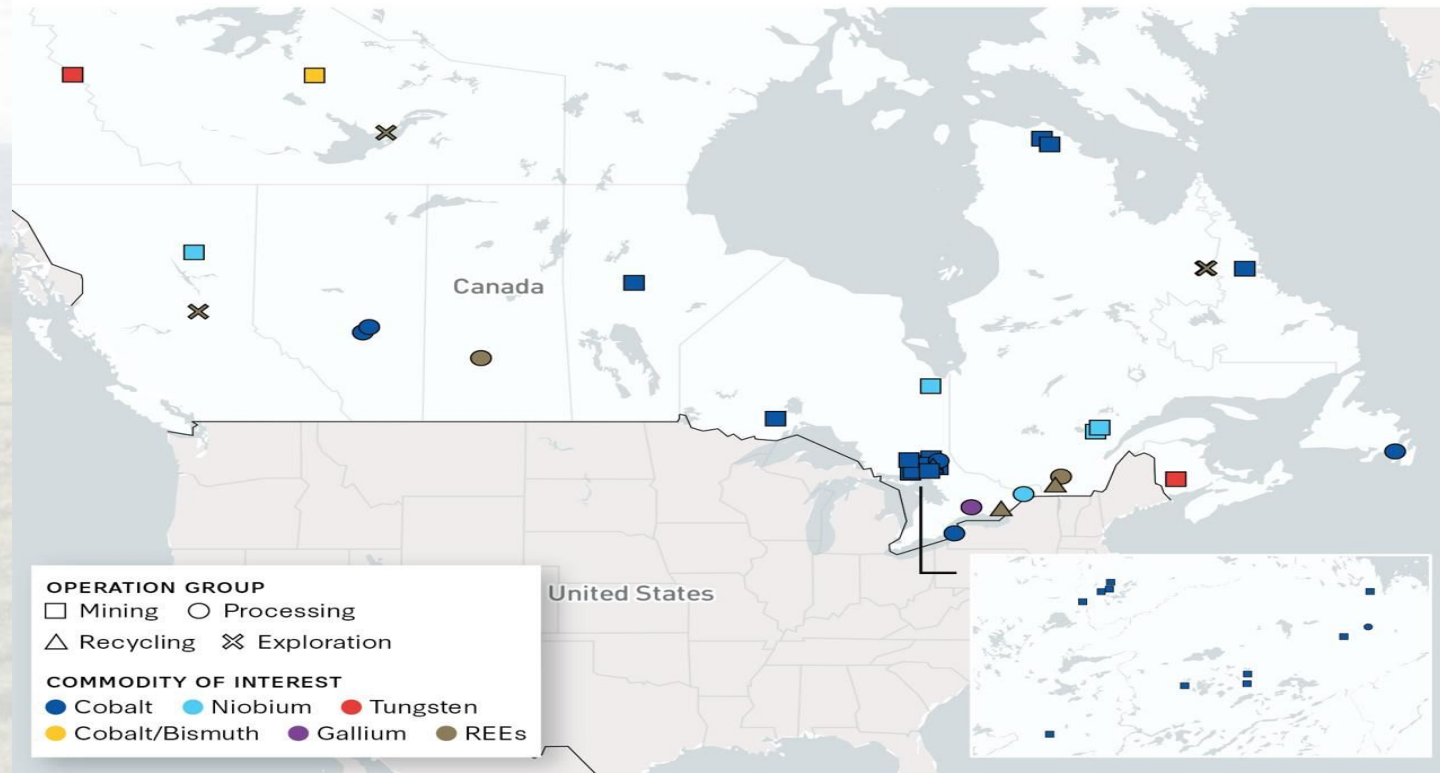 Canada
United States
OPERATION GROUP
Mining Processing
Recycling Exploration
COMMODITY OF INTEREST
Cobalt Niobium Tungsten
Cobalt/Bismuth Gallium REEs